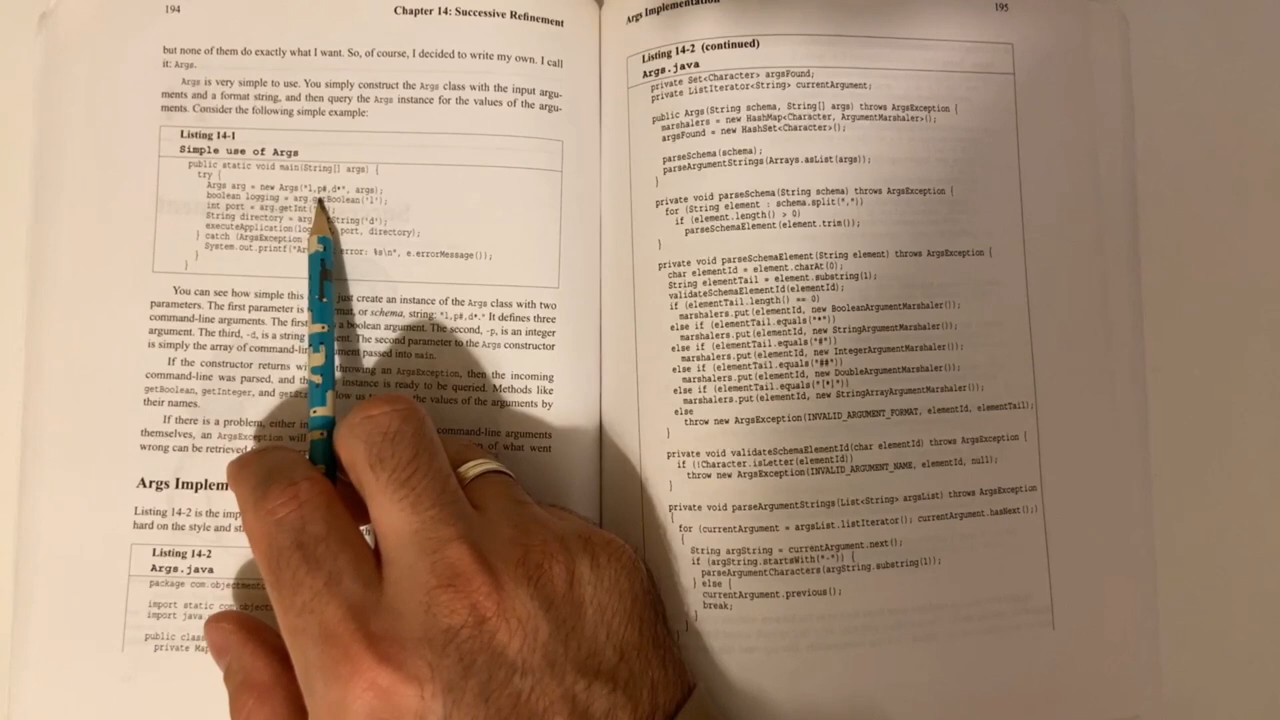 194
Chapter 14: Successive Refinement
but none of them do exactly what I want. So, of course, I decided to write my own. I call
it: Args.
Args is very simple to use. You simply construct the Args class with the input argu-
ments and a format string, and then query the Args instance for the values of the argu-
ments. Consider the following simple example:
Listing 14-1
Simple use of Args
public static void main(String[] args) {
try {
Args arg = new Args("l,p#,d*", args);
boolean logging = arg.getBoolean('l');
int port = arg.getInt(
String directory = arg String('d');
executeApplication( port, directory);
} catch (ArgsException
System.out.printf(" error: %s\n", e.errorMessage());
}
}
You can see how simple this just create an instance of the Args class with two
parameters. The first parameter is or schema, string: "l,p#,d*." It defines three
command-line arguments. The first a boolean argument. The second, -p, is an integer
argument. The third, -d, is a string The second parameter to the Args constructor
is simply the array of command- passed into main.
If the constructor returns throwing an ArgsException, then the incoming
command-line was parsed, and instance is ready to be queried. Methods like
getBoolean, getInteger, and us the values of the arguments by
their names.
If there is a problem, either in command-line arguments
themselves, an ArgsException will of what went
wrong can be retrieved
Args
Listing 14-2 is the
hard on the style and
Listing 14-2
Args.java
package
import static
import
public class
private
Args Implementation
195
Listing 14-2 (continued)
Args.java
private Set<Character> argsFound;
private ListIterator<String> currentArgument;
public Args(String schema, String[] args) throws ArgsException {
marshalers = new HashMap<Character, ArgumentMarshaler>();
argsFound = new HashSet<Character>();
parseSchema(schema);
parseArgumentStrings(Arrays.asList(args));
}
private void parseSchema(String schema) throws ArgsException {
for (String element : schema.split(","))
if (element.length() > 0)
parseSchemaElement(element.trim());
}
private void parseSchemaElement(String element) throws ArgsException {
char elementId = element.charAt(0);
String elementTail = element.substring(1);
validateSchemaElementId(elementId);
if (elementTail.length() == 0)
marshalers.put(elementId, new BooleanArgumentMarshaler());
else if (elementTail.equals("*"))
marshalers.put(elementId, new StringArgumentMarshaler());
else if (elementTail.equals("#"))
marshalers.put(elementId, new IntegerArgumentMarshaler());
else if (elementTail.equals("##"))
marshalers.put(elementId, new DoubleArgumentMarshaler());
else if (elementTail.equals("[*]"))
marshalers.put(elementId, new StringArrayArgumentMarshaler());
else
throw new ArgsException(INVALID_ARGUMENT_FORMAT, elementId, elementTail);
}
private void validateSchemaElementId(char elementId) throws ArgsException {
if (!Character.isLetter(elementId))
throw new ArgsException(INVALID_ARGUMENT_NAME, elementId, null);
}
private void parseArgumentStrings(List<String> argsList) throws ArgsException
{
for (currentArgument = argsList.listIterator(); currentArgument.hasNext();)
{
String argString = currentArgument.next();
if (argString.startsWith("-")) {
parseArgumentCharacters(argString.substring(1));
} else {
currentArgument.previous();
break;
}
}
}